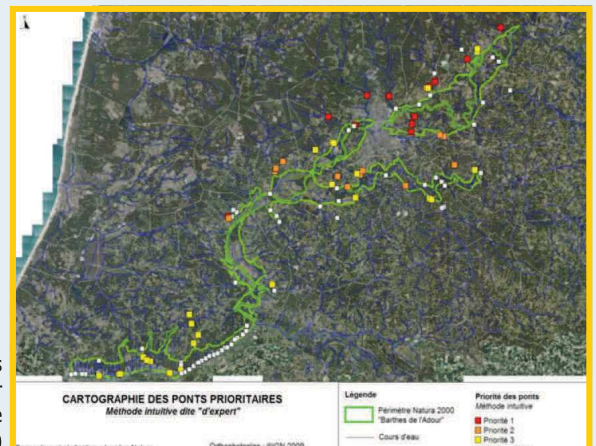 CARTOGRAPHIE DES PONTS PRIORITAIRES
Méthode intuitive dite "d'expert"
Légende
Périmètre Natura 2000
"Barthes de l'Adour"
Cours d'eau
Priorité des ponts
Méthode intuitive
Priorité 1
Priorité 2
Priorité 3